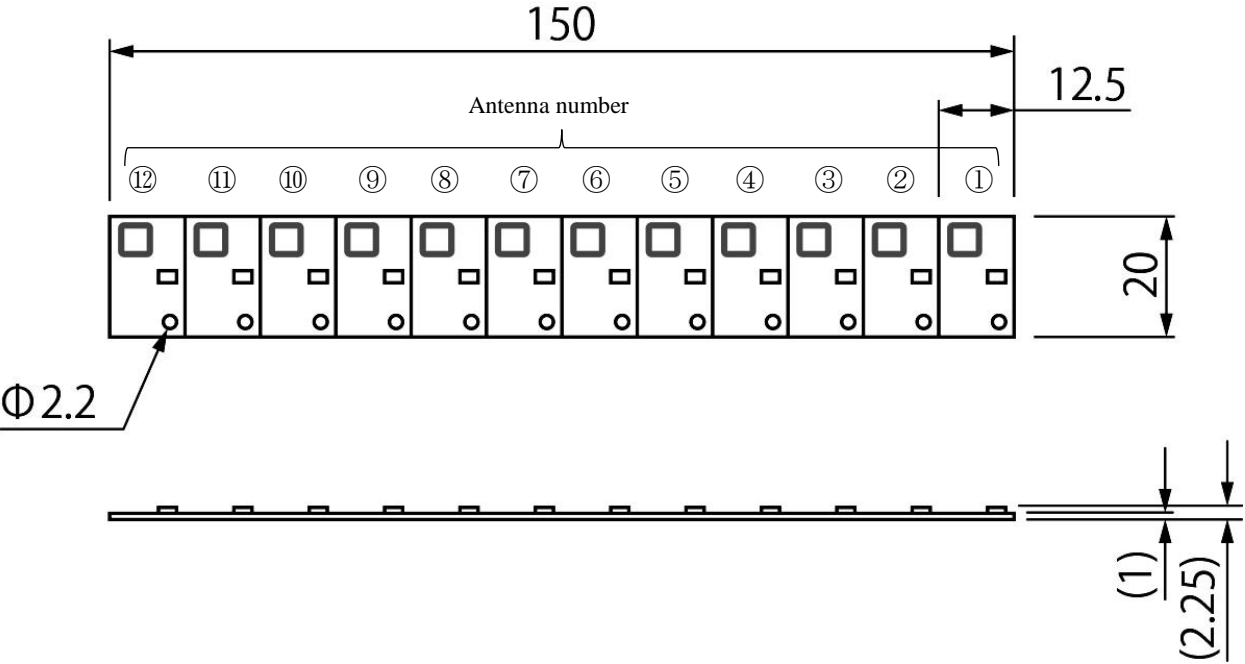 150
12.5
Antenna number
⑫ ⑪ ⑩ ⑨ ⑧ ⑦ ⑥ ⑤ ④ ③ ② ①
20
Φ2.2
(1)
(2.25)